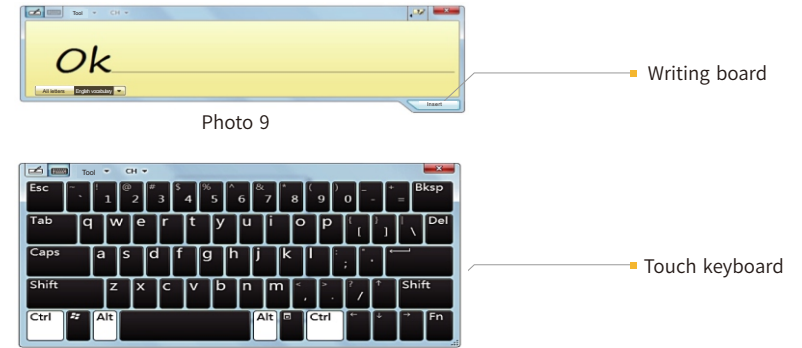 Tool CH
Ok
All letters English vocabulary
Insert
Writing board
Photo 9
Tool CH
Esc ~ ` ! 1 @ 2 # 3 $ 4 % 5 ^ 6 & 7 * 8 ( 9 ) 0 _ - + = Bksp
Tab q w e r t y u i o p { [ } ] | \ Del
Caps a s d f g h j k l : ; " '
Shift z x c v b n m < , > . ? / ↑ Shift
Ctrl Alt Alt Ctrl ← ↓ → Fn
Touch keyboard